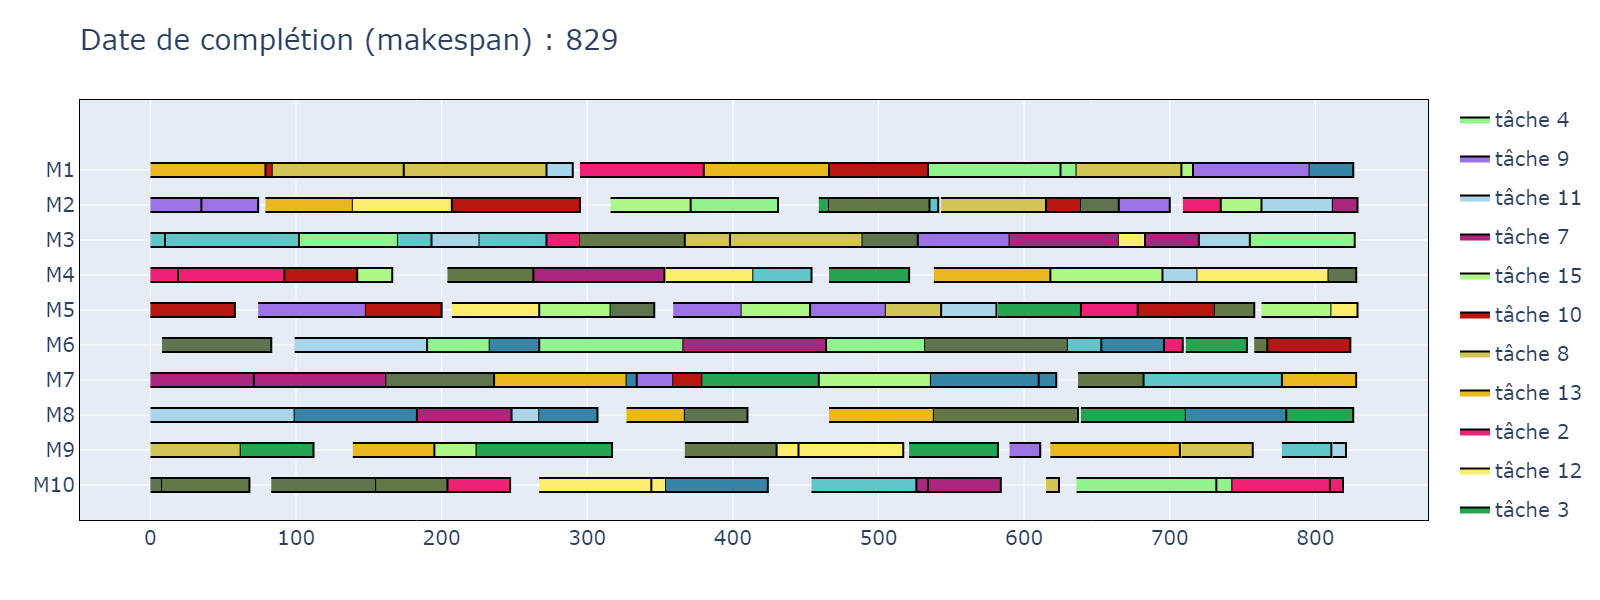 Date de complétion (makespan) : 829
M1
M2
M3
M4
M5
M6
M7
M8
M9
M10
0 100 200 300 400 500 600 700 800
tâche 4
tâche 9
tâche 11
tâche 7
tâche 15
tâche 10
tâche 8
tâche 13
tâche 2
tâche 12
tâche 3